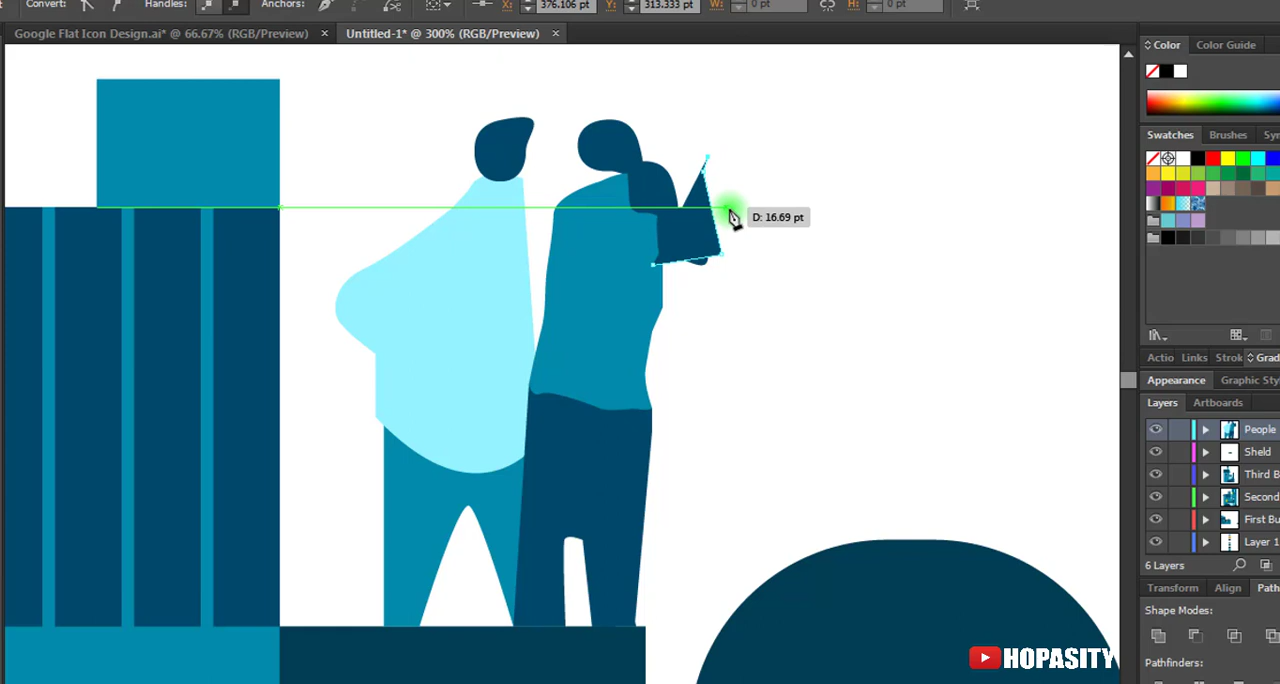 Convert: Handles: Anchors: X: 376.106 pt Y: 313.333 pt W: 0 pt H: 0 pt
Google Flat Icon Design.ai* @ 66.67% (RGB/Preview) × Untitled-1* @ 300% (RGB/Preview) ×
Color Color Guide
Swatches Brushes Syn
D: 16.69 pt
Actio Links Strok Grad
Appearance Graphic Sty
Layers Artboards
People
Sheld
Third B
Second
First Bu
Layer 1
6 Layers
Transform Align Path
Shape Modes:
HOPASITY
Pathfinders: